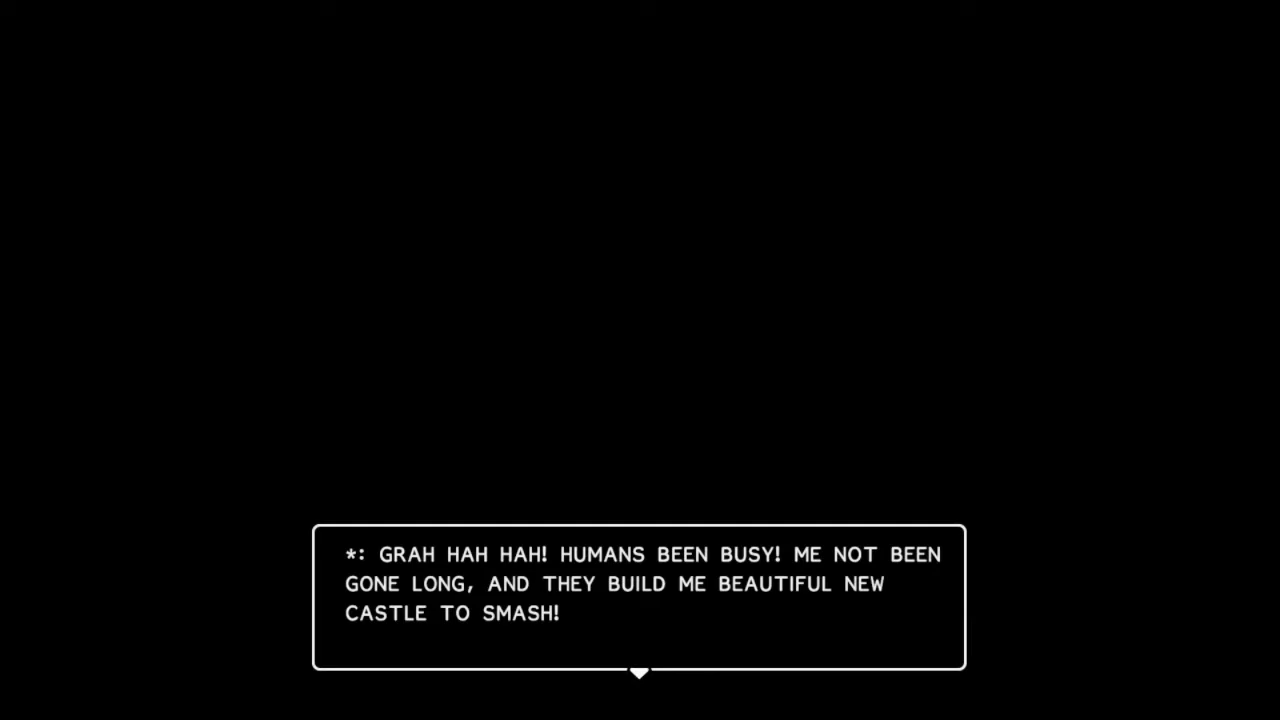 *: GRAH HAH HAH! HUMANS BEEN BUSY! ME NOT BEEN
GONE LONG, AND THEY BUILD ME BEAUTIFUL NEW
CASTLE TO SMASH!